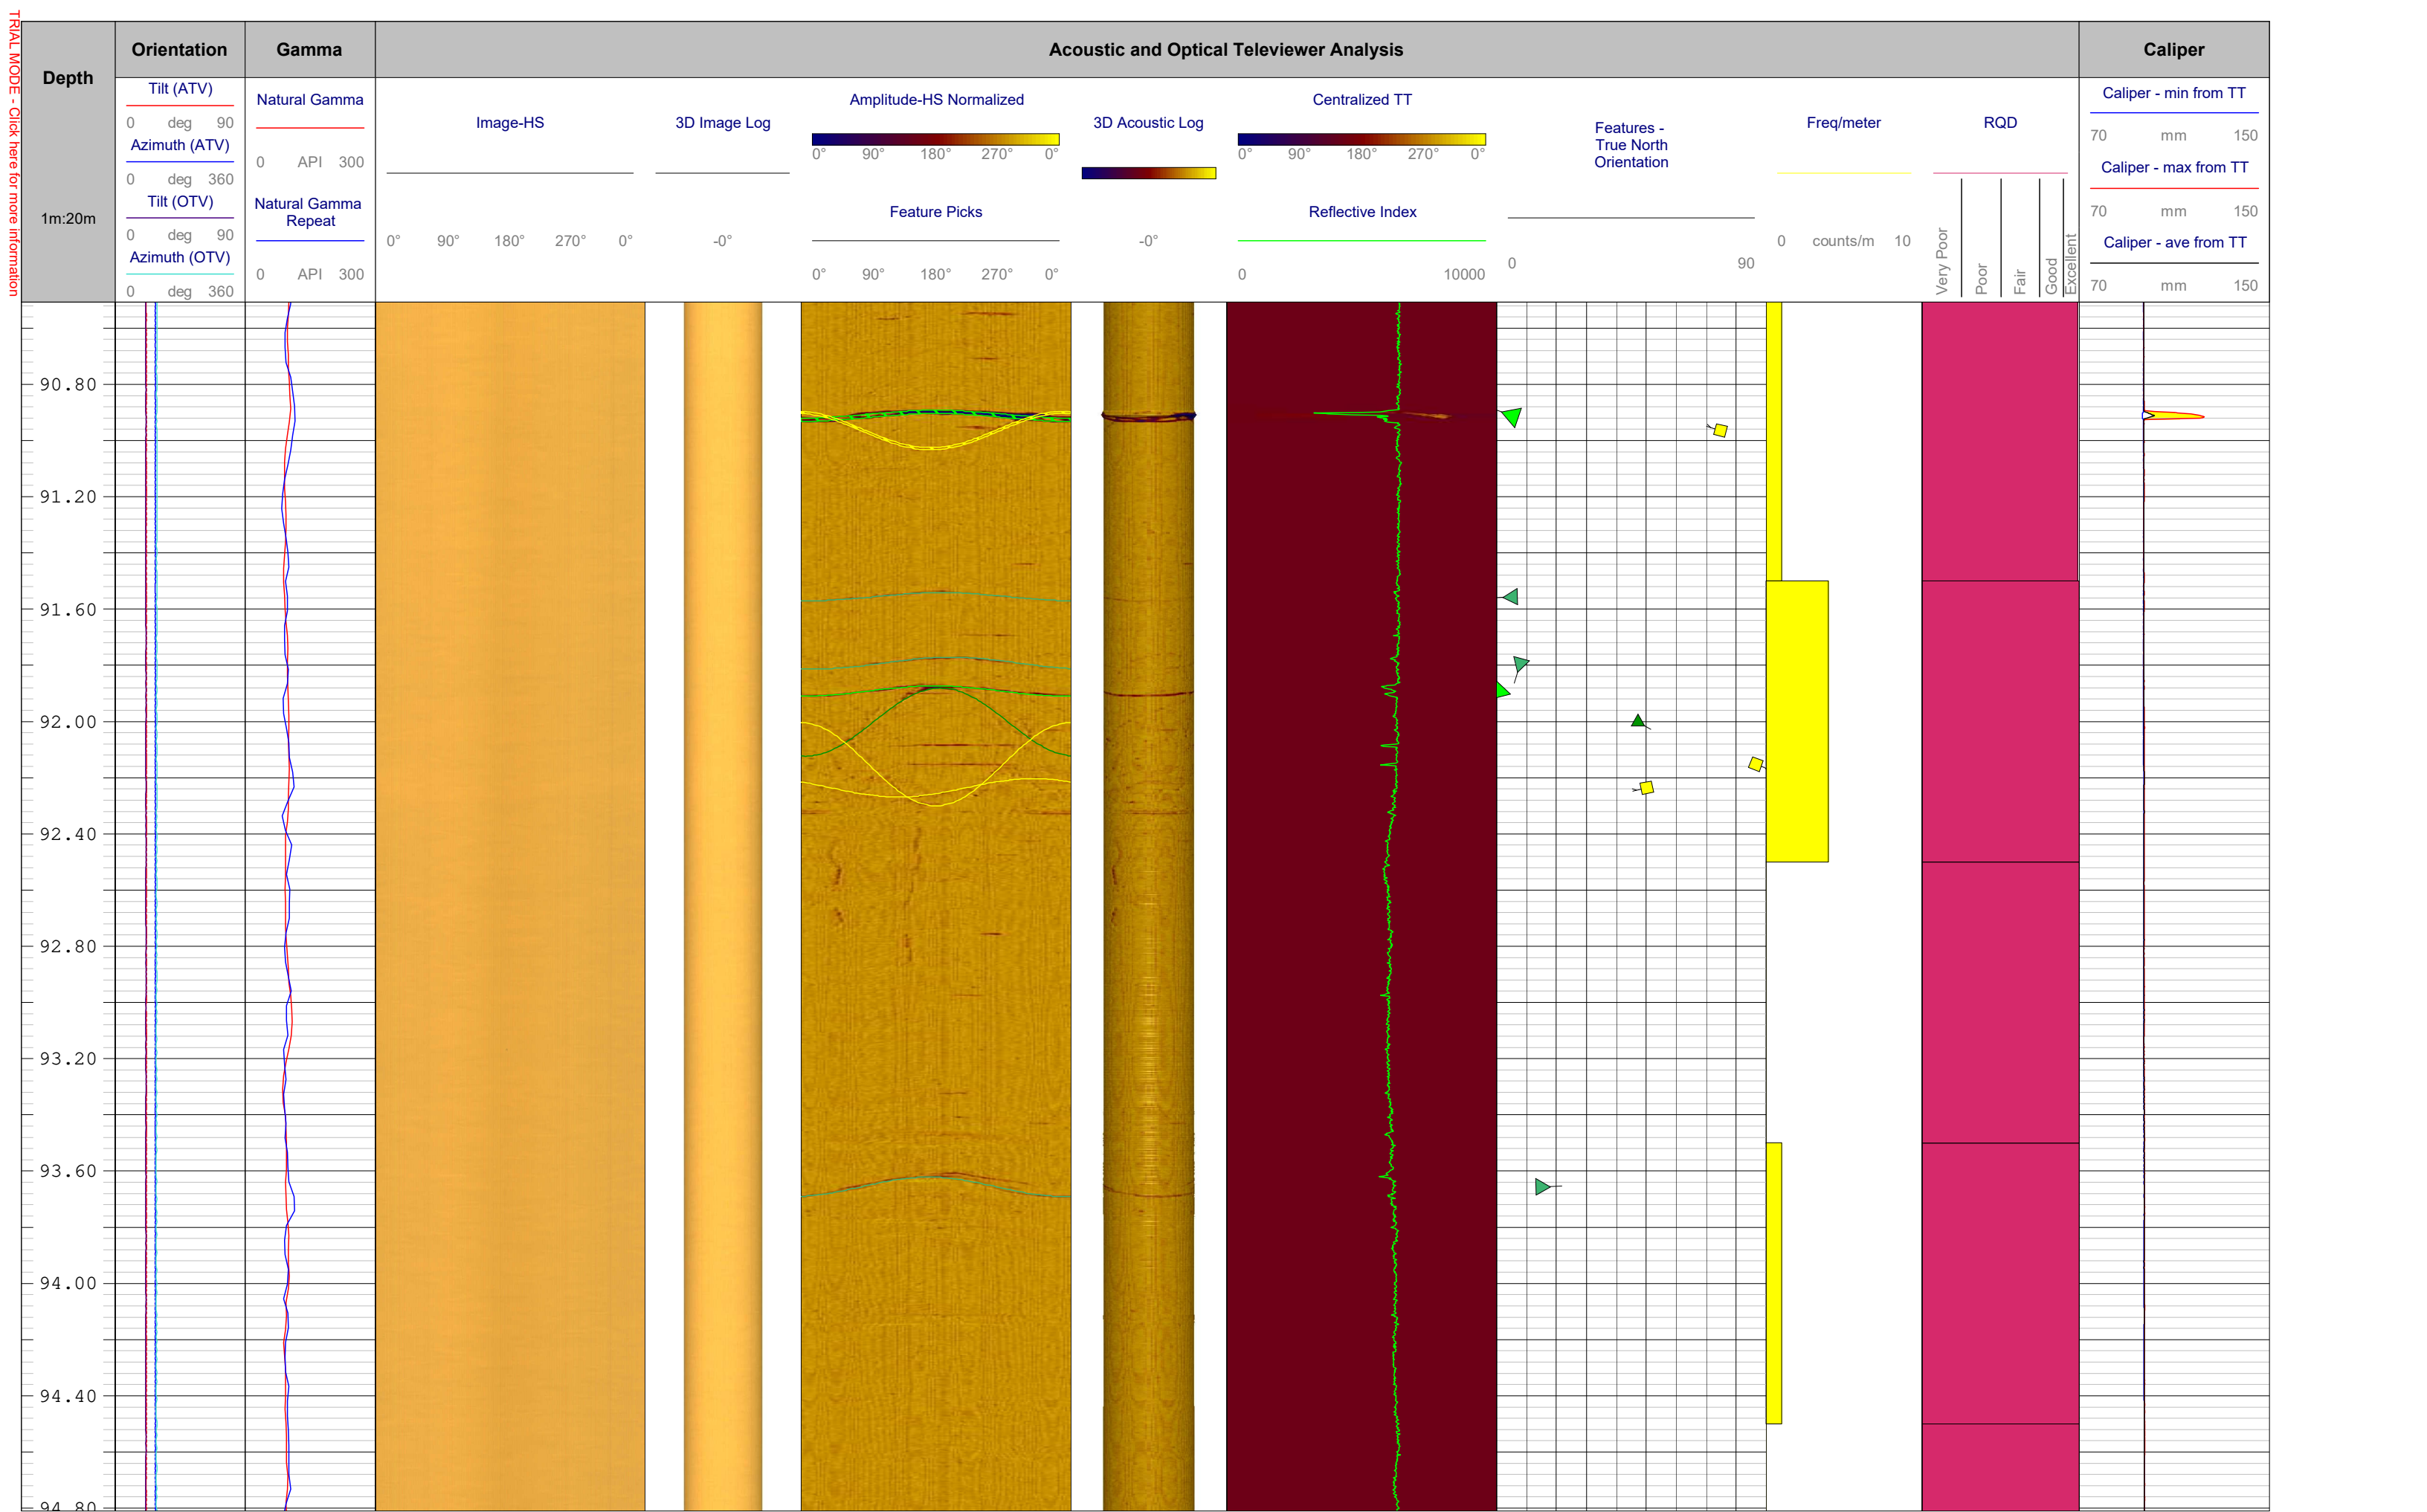 TRIAL MODE - Click here for more information
Depth
1m:20m
Orientation
Tilt (ATV)
0 deg 90
Azimuth (ATV)
0 deg 360
Tilt (OTV)
0 deg 90
Azimuth (OTV)
0 deg 360
Gamma
Natural Gamma
0 API 300
Natural Gamma
Repeat
0 API 300
Acoustic and Optical Televiewer Analysis
Image-HS
0° 90° 180° 270° 0°
3D Image Log
-0°
Amplitude-HS Normalized
0° 90° 180° 270° 0°
Feature Picks
0° 90° 180° 270° 0°
3D Acoustic Log
-0°
Centralized TT
0° 90° 180° 270° 0°
Reflective Index
0 10000
Features -
True North
Orientation
0 90
Freq/meter
0 counts/m 10
RQD
Very Poor
Poor
Fair
Good
Excellent
Caliper
Caliper - min from TT
70 mm 150
Caliper - max from TT
70 mm 150
Caliper - ave from TT
70 mm 150
90.80
91.20
91.60
92.00
92.40
92.80
93.20
93.60
94.00
94.40
94.80